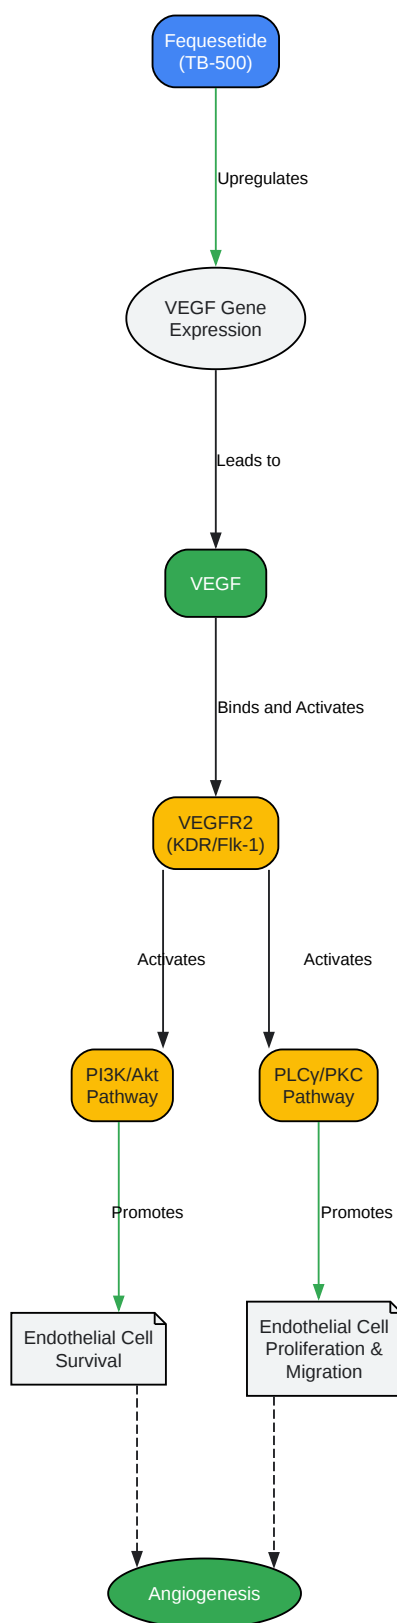 Fequesetide
(TB-500)
Upregulates
VEGF Gene
Expression
Leads to
VEGF
Binds and Activates
VEGFR2
(KDR/Flk-1)
Activates
Activates
PI3K/Akt
Pathway
PLCγ/PKC
Pathway
Promotes
Promotes
Endothelial Cell
Survival
Endothelial Cell
Proliferation &
Migration
Angiogenesis